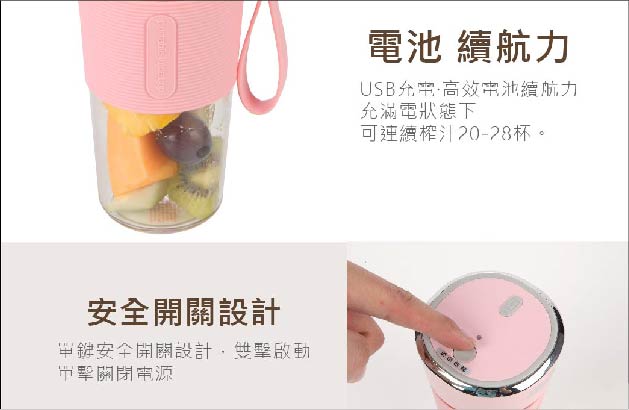 電池 續航力
USB充電·高效電池續航力
充滿電狀態下
可連續榨汁20-28杯。
安全開關設計
單鍵安全開關設計，雙擊啟動
單擊關閉電源